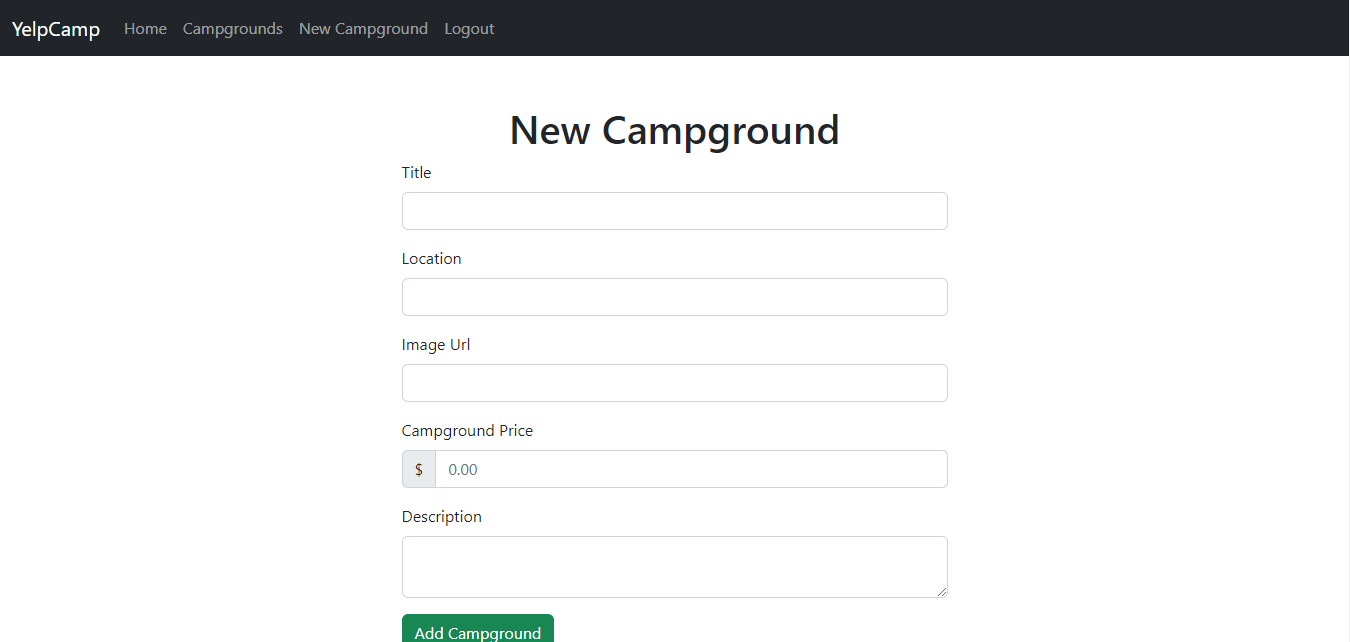 YelpCamp Home Campgrounds New Campground Logout
New Campground
Title
Location
Image Url
Campground Price
$ 0.00
Description
Add Campground